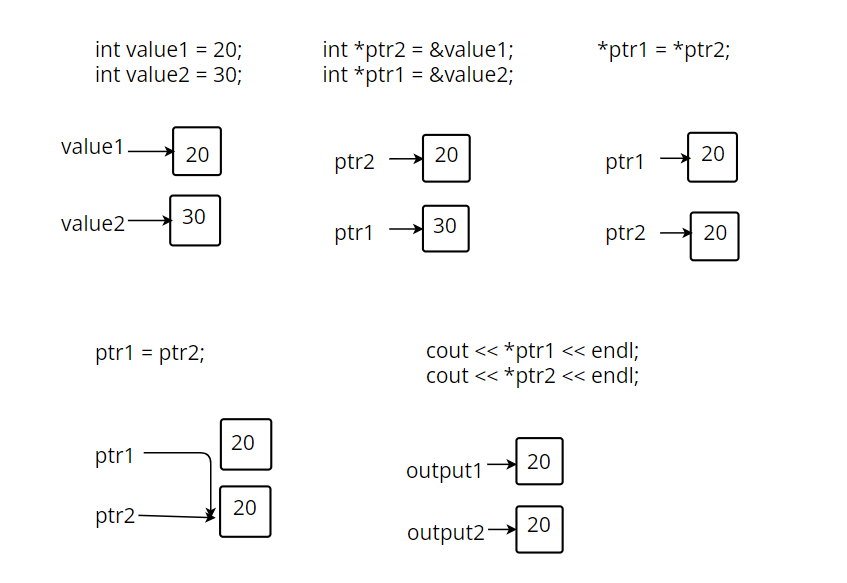 int value1 = 20;
int value2 = 30;
int *ptr2 = &value1;
int *ptr1 = &value2;
*ptr1 = *ptr2;
value1
20
value2
30
ptr2
20
ptr1
30
ptr1
20
ptr2
20
ptr1 = ptr2;
cout << *ptr1 << endl;
cout << *ptr2 << endl;
ptr1
20
ptr2
20
output1
20
output2
20